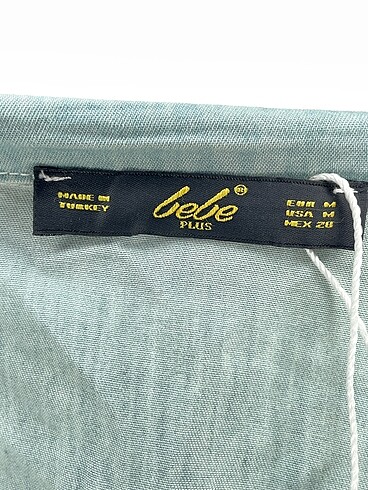 MADE IN
TURKEY
bebe®
PLUS
EUR M
USA M
MEX 28